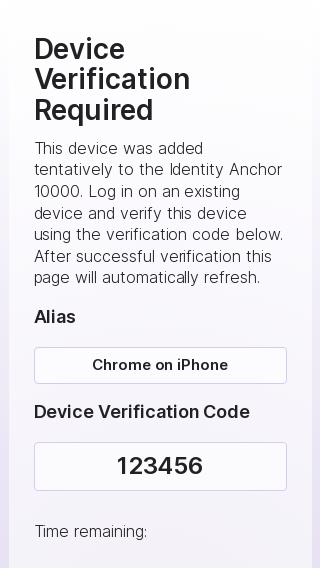 Device
Verification
Required
This device was added
tentatively to the Identity Anchor
10000. Log in on an existing
device and verify this device
using the verification code below.
After successful verification this
page will automatically refresh.
Alias
Chrome on iPhone
Device Verification Code
123456
Time remaining: